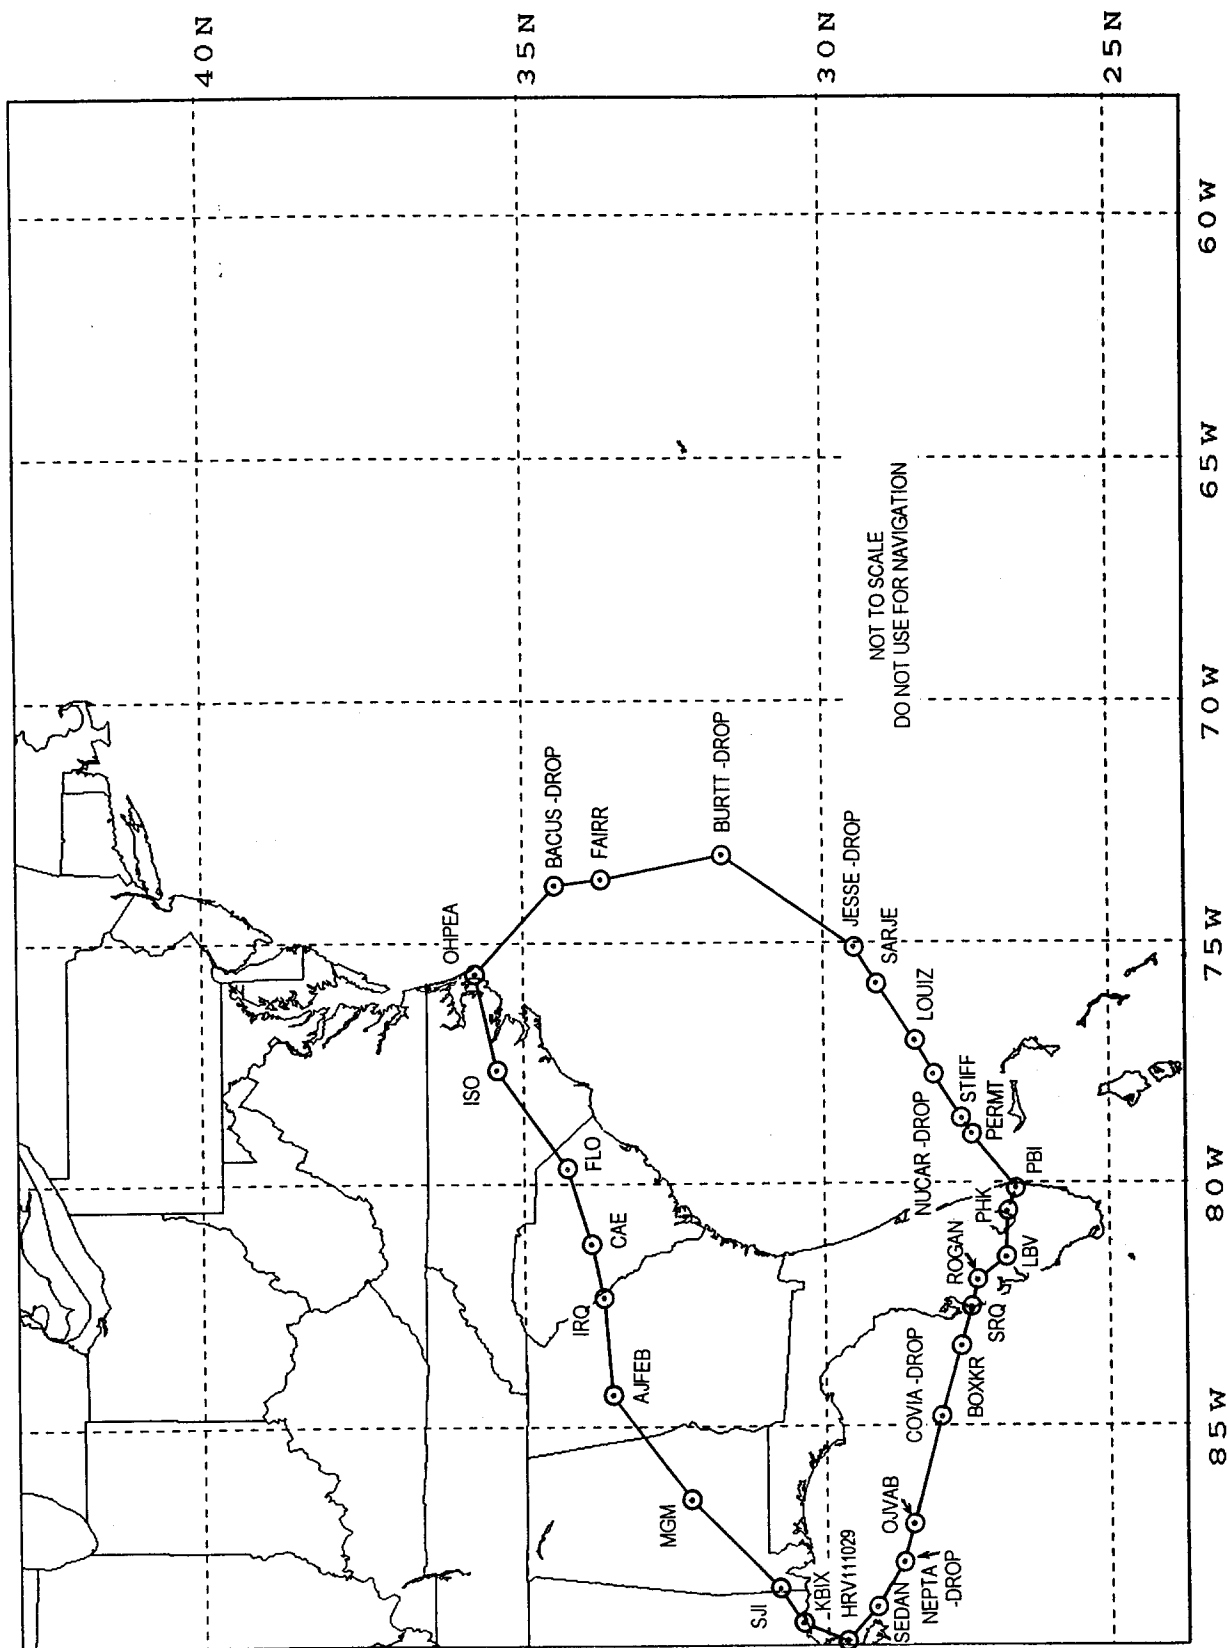 40N
35N
30N
25N
60W
65W
70W
75W
80W
85W
NOT TO SCALE
DO NOT USE FOR NAVIGATION
OHPEA
BACUS -DROP
FAIRR
BURTT -DROP
JESSE -DROP
SARJE
LOUIZ
NUCAR -DROP
STIFF
PERMT
PBI
PHK
LBV
ROGAN
SRQ
BOXKR
COVIA -DROP
OJVAB
NEPTA
-DROP
SEDAN
HRV111029
KBIX
SJI
MGM
AJFEB
IRQ
CAE
FLO
ISO